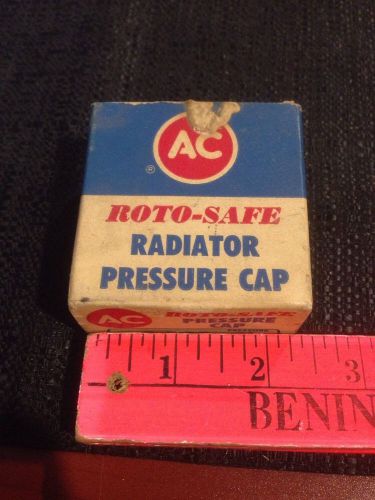 AC
®
ROTO-SAFE
RADIATOR
PRESSURE CAP
AC ROTO-SAFE
PRESSURE
CAP
1 2 3
BENIN